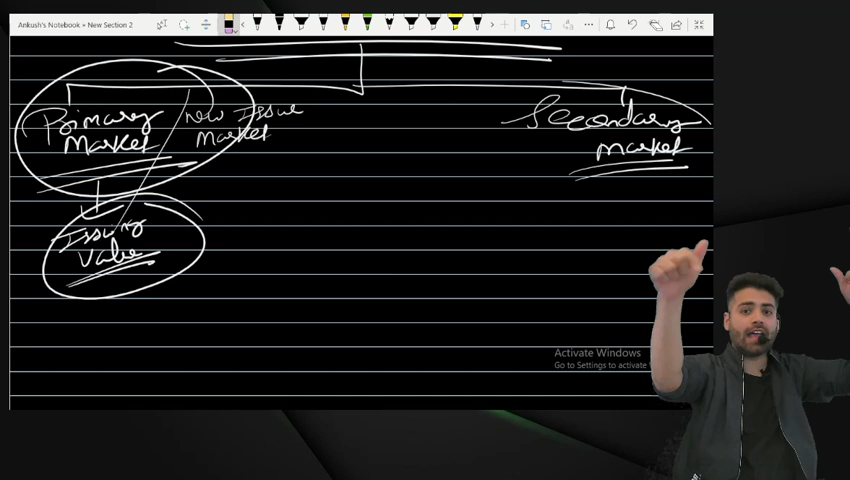 Ankush's Notebook » New Section 2
Primary
Market
New Issue
Market
Secondary
Market
Issuing
Value
Activate Windows
Go to Settings to activate